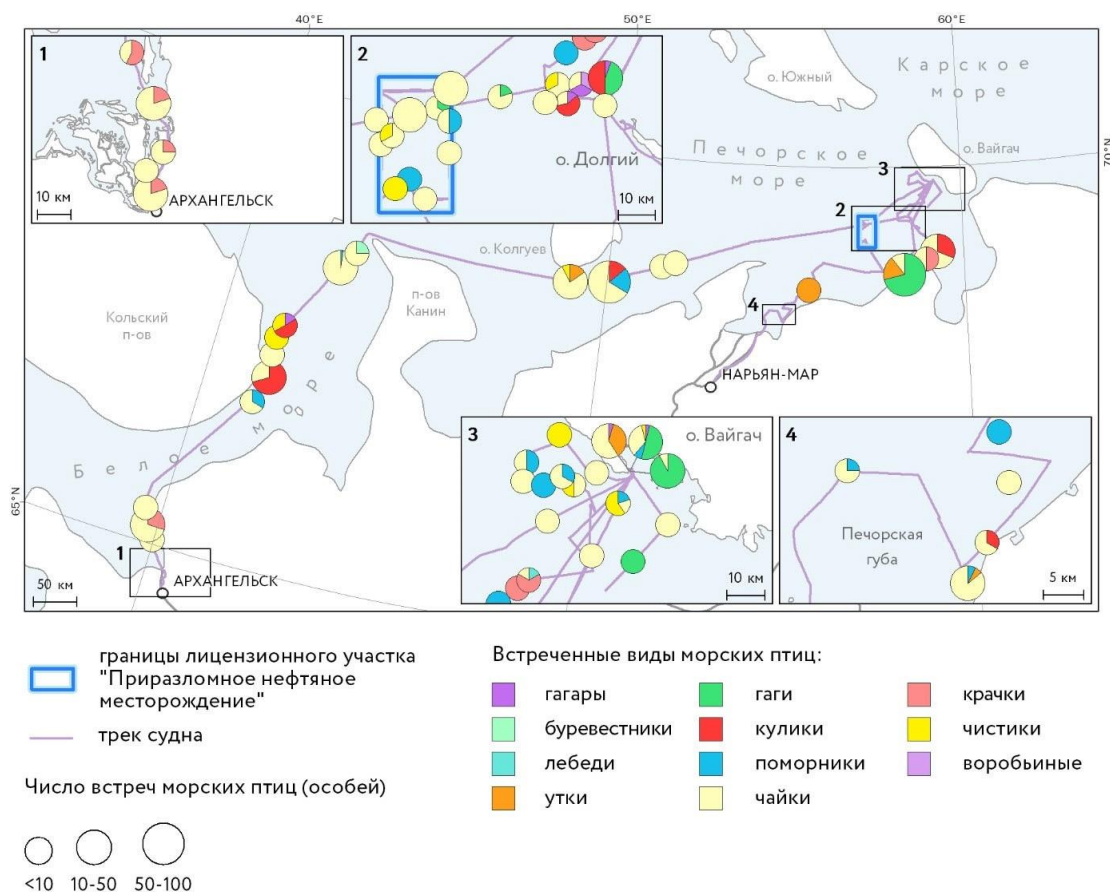 40°E
50°E
60°E
70°N
65°N
1
10 км
АРХАНГЕЛЬСК
2
о. Долгий
10 км
о. Южный
Карское
море
о. Вайгач
Печорское
море
3
2
о. Колгуев
п-ов
Канин
Кольский
п-ов
4
НАРЬЯН-МАР
Белое море
1
АРХАНГЕЛЬСК
50 км
3
о. Вайгач
10 км
4
Печорская
губа
5 км
границы лицензионного участка
"Приразломное нефтяное
месторождение"
трек судна
Число встреч морских птиц (особей)
<10 10-50 50-100
Встреченные виды морских птиц:
гагары
буревестники
лебеди
утки
гаги
кулики
поморники
чайки
крачки
чистики
воробьиные